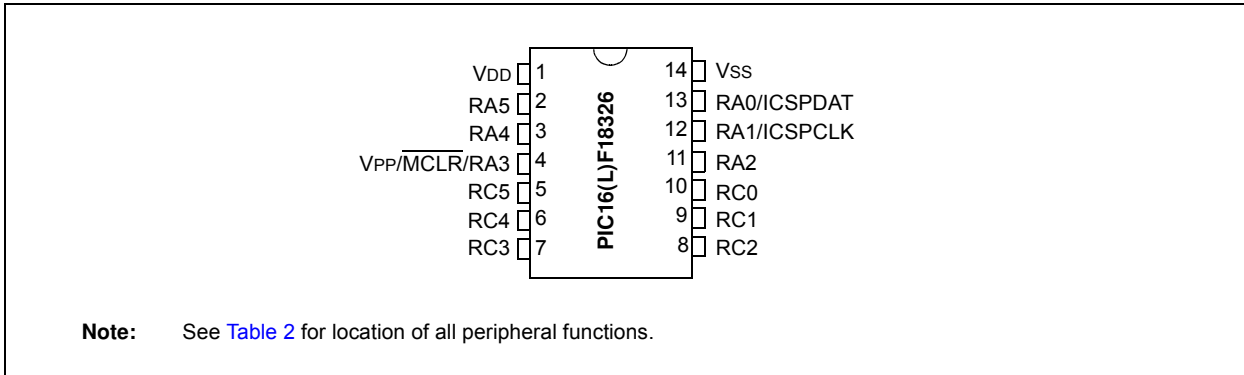 VDD 1 14 VSS
RA5 2 13 RA0/ICSPDAT
RA4 3 12 RA1/ICSPCLK
VPP/MCLR/RA3 4 11 RA2
RC5 5 10 RC0
RC4 6 9 RC1
RC3 7 8 RC2
PIC16(L)F18326
Note: See Table 2 for location of all peripheral functions.